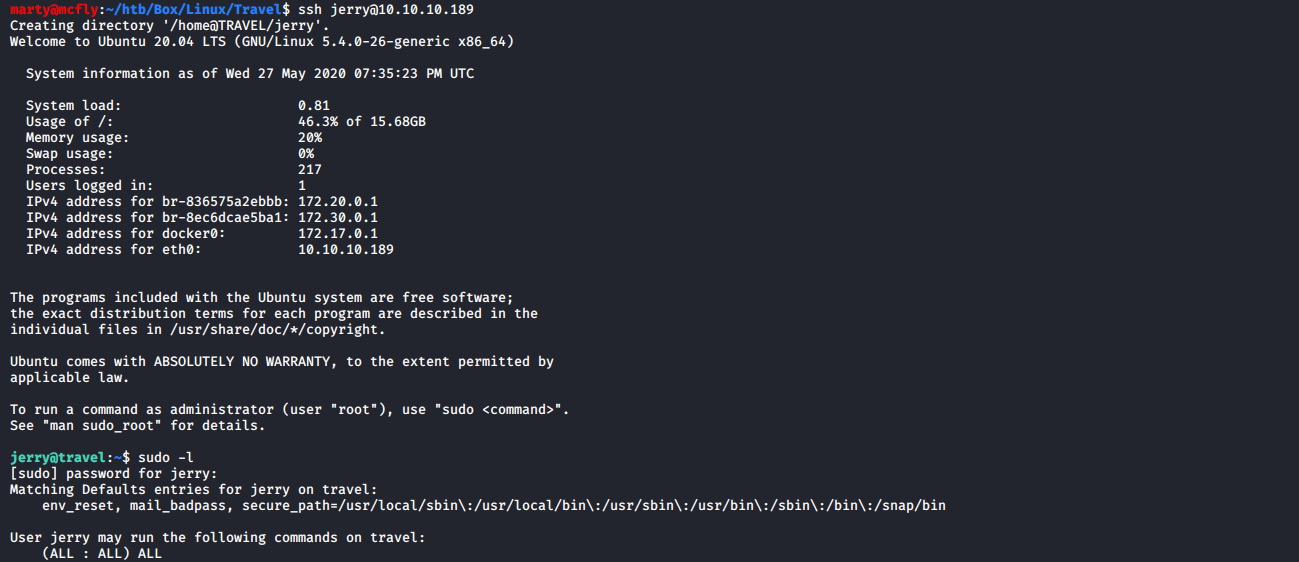 marty@mcfly:~/htb/Box/Linux/Travel$ ssh jerry@10.10.10.189
Creating directory '/home@TRAVEL/jerry'.
Welcome to Ubuntu 20.04 LTS (GNU/Linux 5.4.0-26-generic x86_64)
System information as of Wed 27 May 2020 07:35:23 PM UTC
System load: 0.81
Usage of /: 46.3% of 15.68GB
Memory usage: 20%
Swap usage: 0%
Processes: 217
Users logged in: 1
IPv4 address for br-836575a2ebbb: 172.20.0.1
IPv4 address for br-8ec6dcae5ba1: 172.30.0.1
IPv4 address for docker0: 172.17.0.1
IPv4 address for eth0: 10.10.10.189
The programs included with the Ubuntu system are free software;
the exact distribution terms for each program are described in the
individual files in /usr/share/doc/*/copyright.
Ubuntu comes with ABSOLUTELY NO WARRANTY, to the extent permitted by
applicable law.
To run a command as administrator (user "root"), use "sudo <command>".
See "man sudo_root" for details.
jerry@travel:~$ sudo -l
[sudo] password for jerry:
Matching Defaults entries for jerry on travel:
env_reset, mail_badpass, secure_path=/usr/local/sbin\:/usr/local/bin\:/usr/sbin\:/usr/bin\:/sbin\:/bin\:/snap/bin
User jerry may run the following commands on travel:
(ALL : ALL) ALL